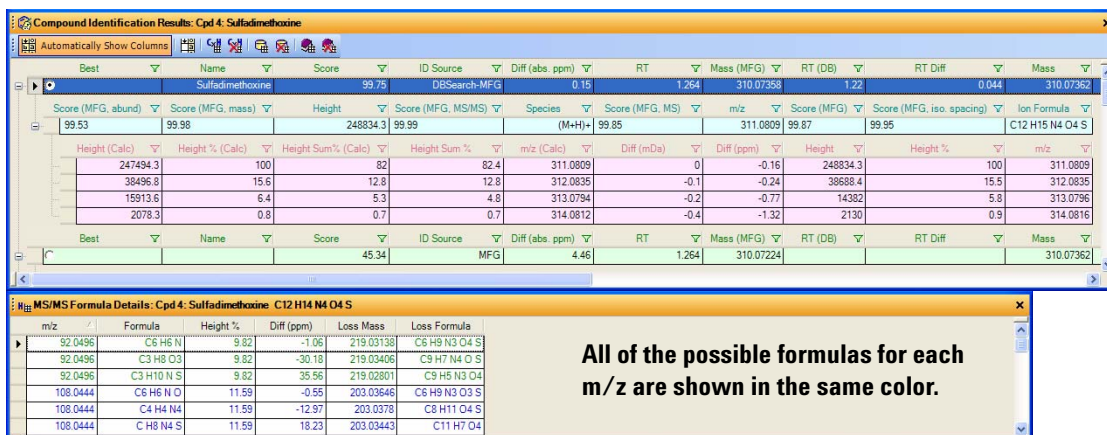 Compound Identification Results: Cpd 4: Sulfadimethoxine
Automatically Show Columns
Best Name Score ID Source Diff (abs. ppm) RT Mass (MFG) RT (DB) RT Diff Mass
Sulfadimethoxine 99.75 DBSearch-MFG 0.15 1.264 310.07358 1.22 0.044 310.07362
Score (MFG, abund) Score (MFG, mass) Height Score (MFG, MS/MS) Species Score (MFG, MS) m/z Score (MFG) Score (MFG, iso. spacing) Ion Formula
99.53 99.98 248834.3 99.99 (M+H)+ 99.85 311.0809 99.87 99.95 C12 H15 N4 O4 S
Height (Calc) Height % (Calc) Height Sum% (Calc) Height Sum % m/z (Calc) Diff (mDa) Diff (ppm) Height Height % m/z
247494.3 100 82 82.4 311.0809 0 -0.16 248834.3 100 311.0809
38496.8 15.6 12.8 12.8 312.0835 -0.1 -0.24 38688.4 15.5 312.0835
15913.6 6.4 5.3 4.8 313.0794 -0.2 -0.77 14382 5.8 313.0796
2078.3 0.8 0.7 0.7 314.0812 -0.4 -1.32 2130 0.9 314.0816
Best Name Score ID Source Diff (abs. ppm) RT Mass (MFG) RT (DB) RT Diff Mass
45.34 MFG 4.46 1.264 310.07224 310.07362
MS/MS Formula Details: Cpd 4: Sulfadimethoxine C12 H14 N4 O4 S
m/z Formula Height % Diff (ppm) Loss Mass Loss Formula
92.0496 C6 H6 N 9.82 -1.06 219.03138 C6 H9 N3 O4 S
92.0496 C3 H8 O3 9.82 -30.18 219.03406 C9 H7 N4 O S
92.0496 C3 H10 N S 9.82 35.56 219.02801 C9 H5 N3 O4
108.0444 C6 H6 N O 11.59 -0.55 203.03646 C6 H9 N3 O3 S
108.0444 C4 H4 N4 11.59 -12.97 203.0378 C8 H11 O4 S
108.0444 C H8 N4 S 11.59 18.23 203.03443 C11 H7 O4
All of the possible formulas for each
m/z are shown in the same color.